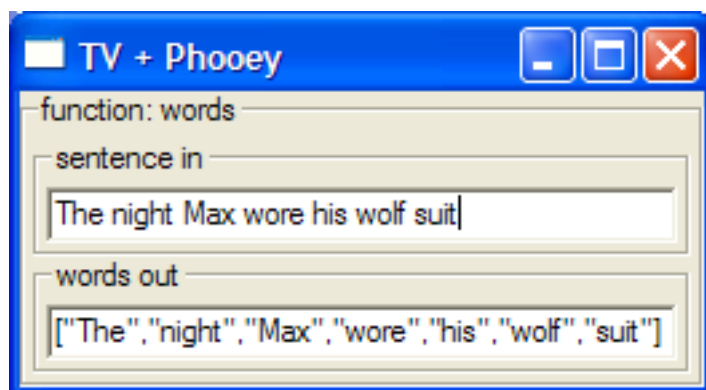 TV + Phooey
function: words
sentence in
The night Max wore his wolf suit
words out
["The","night","Max","wore","his","wolf","suit"]